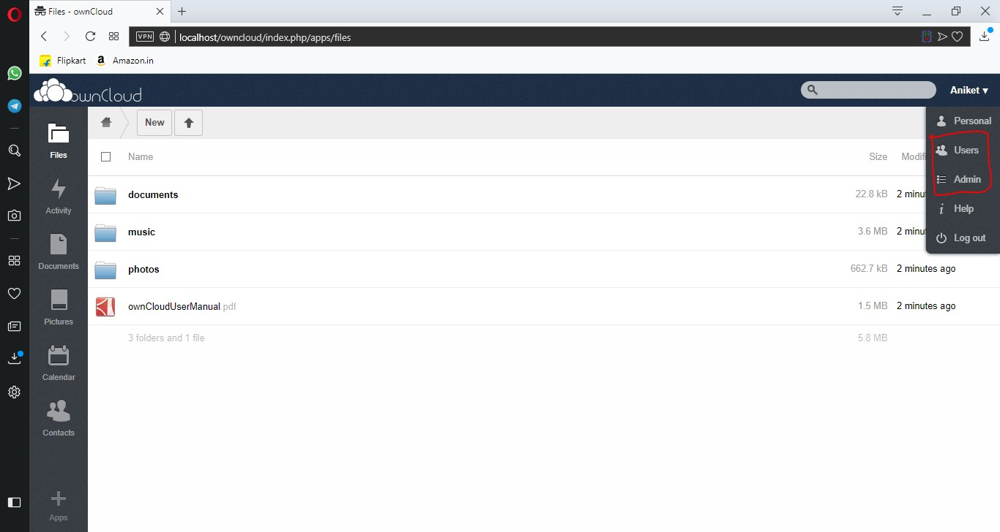 Files - ownCloud
VPN localhost/owncloud/index.php/apps/files
Flipkart a Amazon.in
ownCloud
Aniket ▾
Files
Activity
Documents
Pictures
Calendar
Contacts
Apps
New
Name Size Modifi
documents 22.8 kB 2 minut
music 3.6 MB 2 minut
photos 662.7 kB 2 minutes ago
ownCloudUserManual.pdf 1.5 MB 2 minutes ago
3 folders and 1 file 5.8 MB
Personal
Users
Admin
Help
Log out